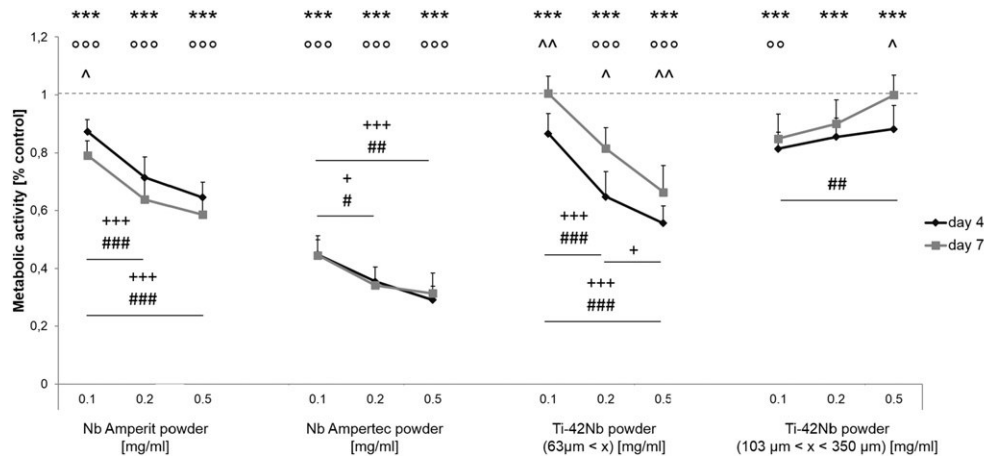 *** *** *** *** *** *** *** *** *** *** *** ***
°°° °°° °°° °°° °°° °°° ^^ °°° °°° °° ^
^ ^ ^^
1,2
1
0,8
0,6
0,4
0,2
0
Metabolic activity [% control]
+++
###
+++
###
+++
##
+
#
+++
###
+
+++
###
##
day 4
day 7
0.1 0.2 0.5 0.1 0.2 0.5 0.1 0.2 0.5 0.1 0.2 0.5
Nb Amperit powder
[mg/ml]
Nb Ampertec powder
[mg/ml]
Ti-42Nb powder
(63µm < x) [mg/ml]
Ti-42Nb powder
(103 µm < x < 350 µm) [mg/ml]